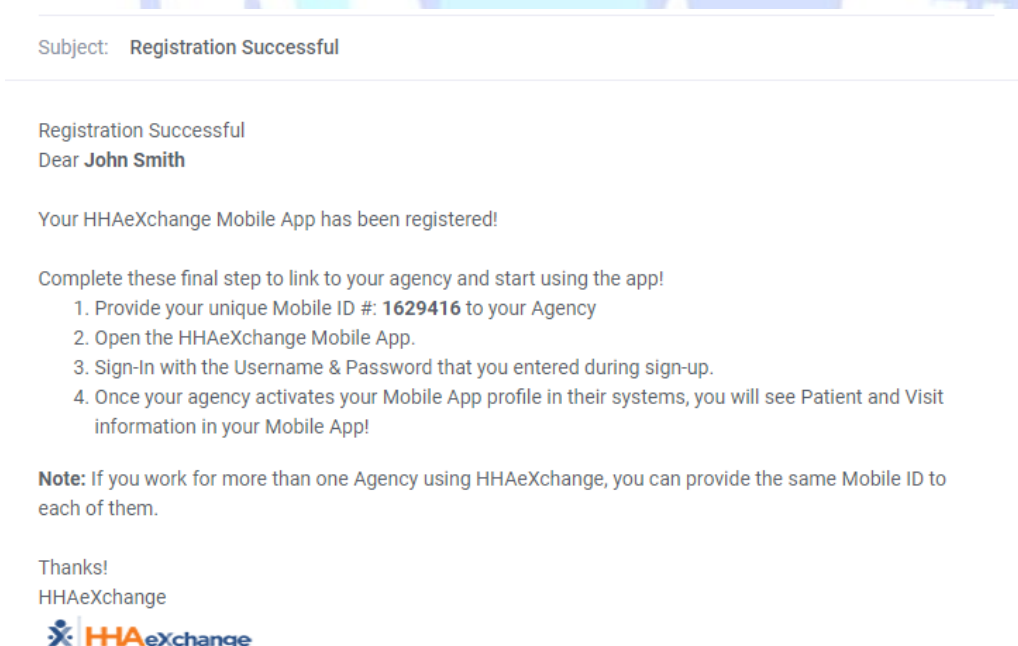 Subject: Registration Successful
Registration Successful
Dear John Smith
Your HHAeXchange Mobile App has been registered!
Complete these final step to link to your agency and start using the app!
1. Provide your unique Mobile ID #: 1629416 to your Agency
2. Open the HHAeXchange Mobile App.
3. Sign-In with the Username & Password that you entered during sign-up.
4. Once your agency activates your Mobile App profile in their systems, you will see Patient and Visit
information in your Mobile App!
Note: If you work for more than one Agency using HHAeXchange, you can provide the same Mobile ID to
each of them.
Thanks!
HHAeXchange
HHAeXchange